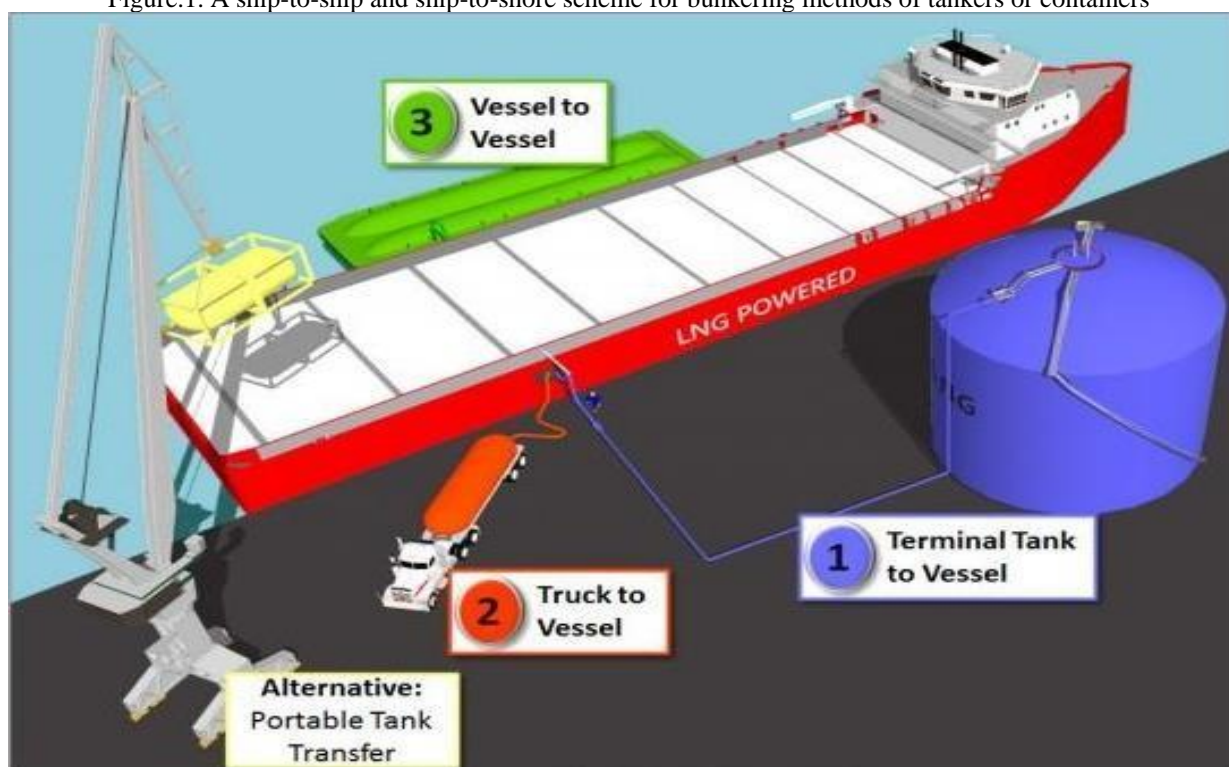 Figure.1. A ship-to-ship and ship-to-shore scheme for bunkering methods of tankers or containers
3
Vessel to
Vessel
LNG POWERED
NG
1
Terminal Tank
to Vessel
2
Truck to
Vessel
Alternative:
Portable Tank
Transfer